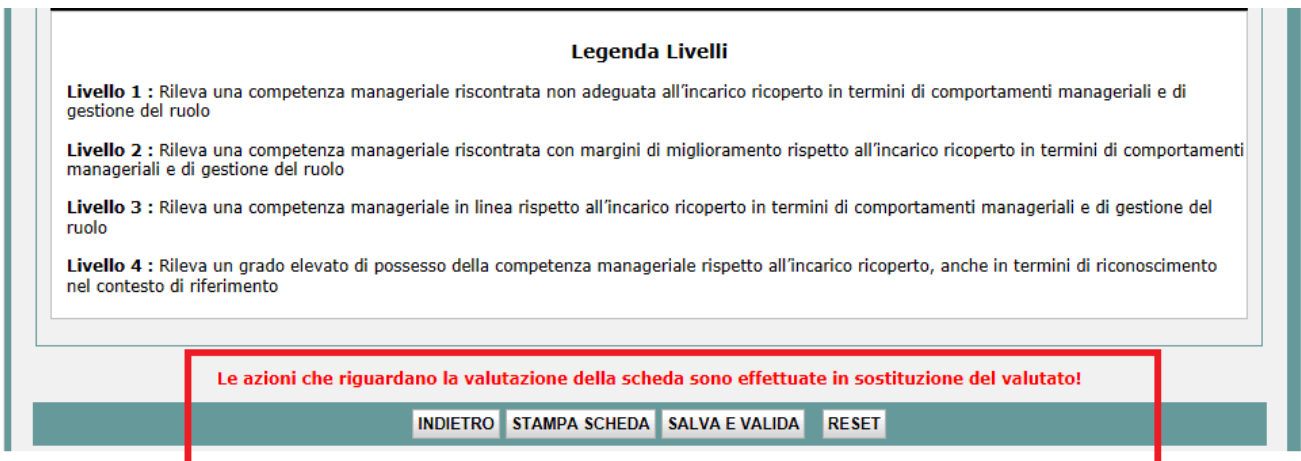 Legenda Livelli
Livello 1 : Rileva una competenza manageriale riscontrata non adeguata all'incarico ricoperto in termini di comportamenti manageriali e di
gestione del ruolo
Livello 2 : Rileva una competenza manageriale riscontrata con margini di miglioramento rispetto all'incarico ricoperto in termini di comportamenti
manageriali e di gestione del ruolo
Livello 3 : Rileva una competenza manageriale in linea rispetto all'incarico ricoperto in termini di comportamenti manageriali e di gestione del
ruolo
Livello 4 : Rileva un grado elevato di possesso della competenza manageriale rispetto all'incarico ricoperto, anche in termini di riconoscimento
nel contesto di riferimento
Le azioni che riguardano la valutazione della scheda sono effettuate in sostituzione del valutato!
INDIETRO STAMPA SCHEDA SALVA E VALIDA RESET